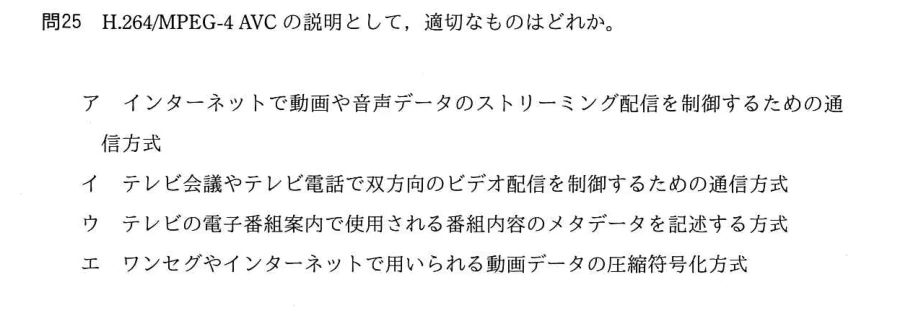 問25 H.264/MPEG-4 AVC の説明として，適切なものはどれか。
ア インターネットで動画や音声データのストリーミング配信を制御するための通
信方式
イ テレビ会議やテレビ電話で双方向のビデオ配信を制御するための通信方式
ウ テレビの電子番組案内で使用される番組内容のメタデータを記述する方式
エ ワンセグやインターネットで用いられる動画データの圧縮符号化方式